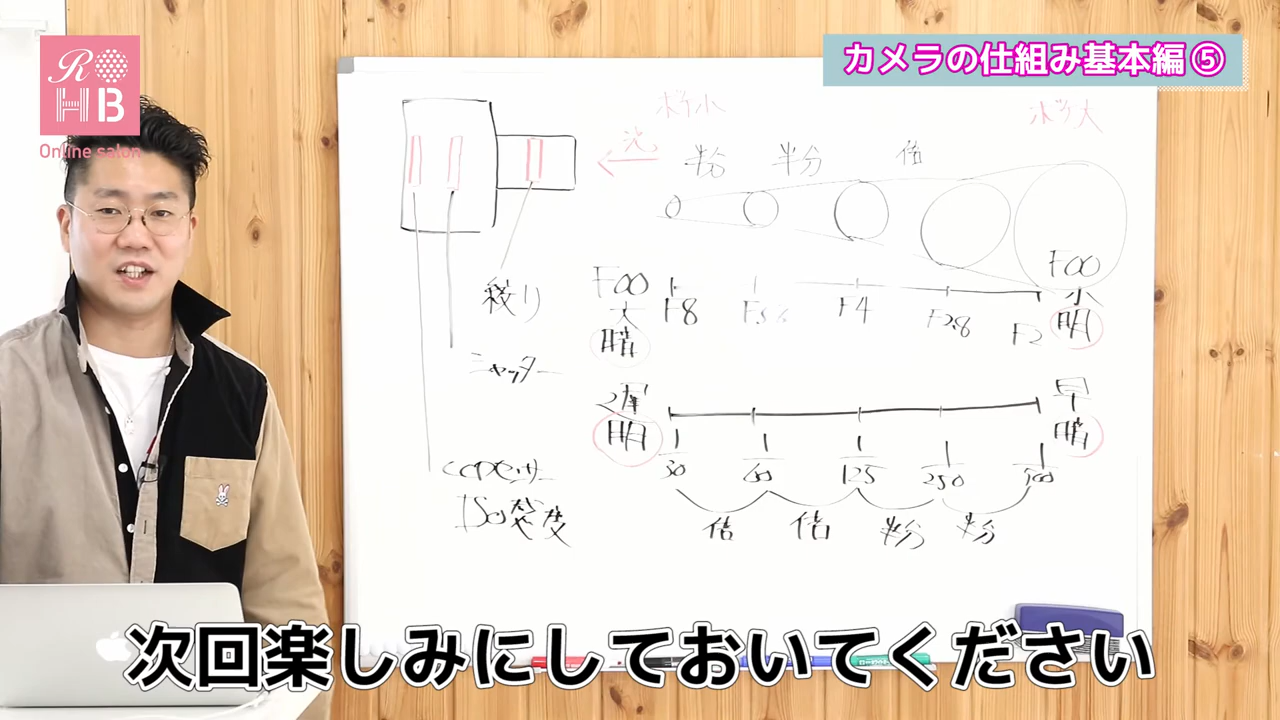 R
HB
Online salon
カメラの仕組み基本編⑤
ボケ小
ボケ大
光
半分
半分
倍
絞り
シャッター
センサー
ISO感度
F00
大
暗
F8
F5.6
F4
F2.8
F2
F00
小
明
遅
明
早
暗
1/30
1/60
1/125
1/250
1/500
倍
倍
半分
半分
次回楽しみにしておいてください